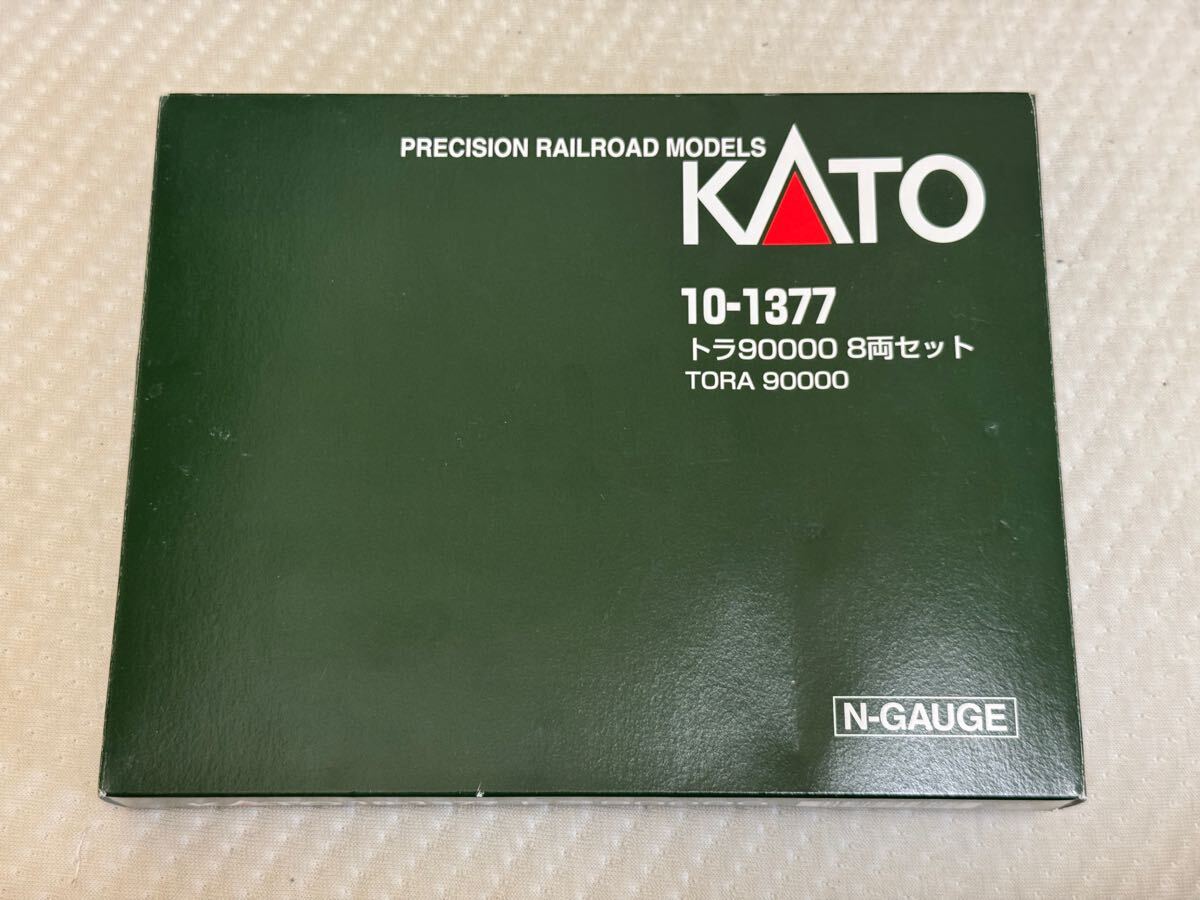 PRECISION RAILROAD MODELS
KATO
10-1377
トラ90000 8両セット
TORA 90000
N-GAUGE